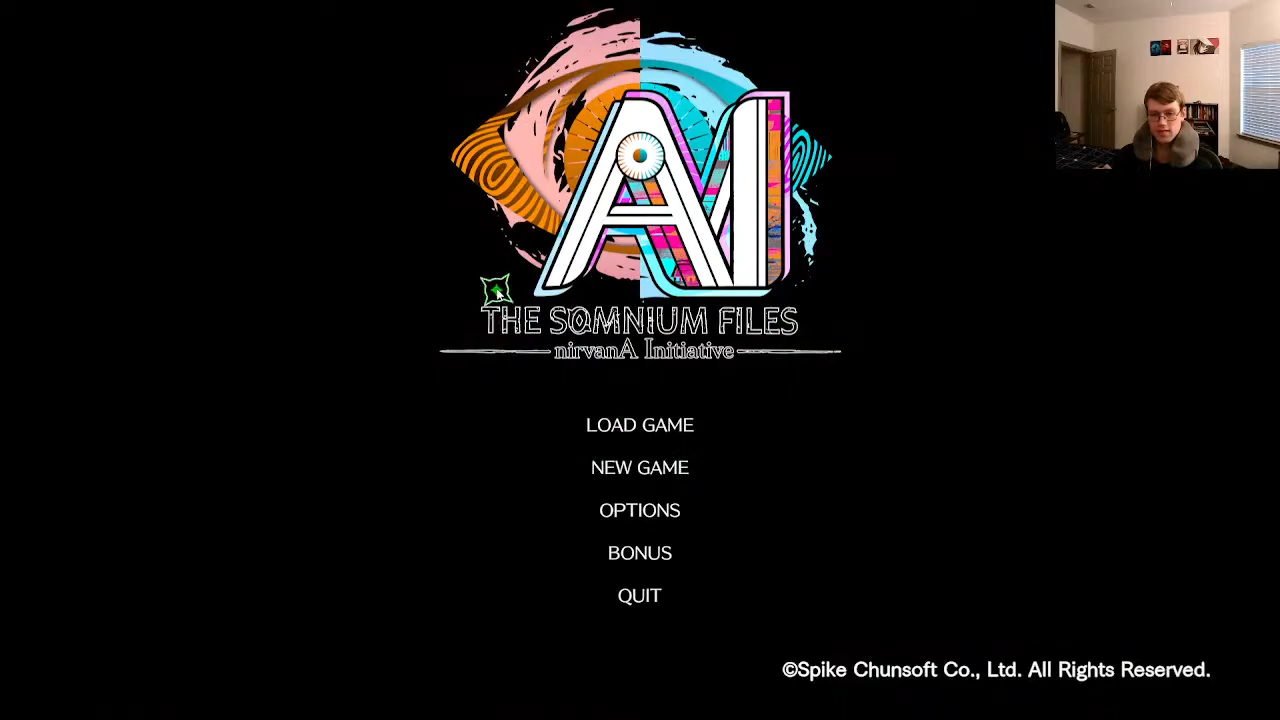 AI
THE SOMNIUM FILES
nirvanA Initiative
LOAD GAME
NEW GAME
OPTIONS
BONUS
QUIT
©Spike Chunsoft Co., Ltd. All Rights Reserved.